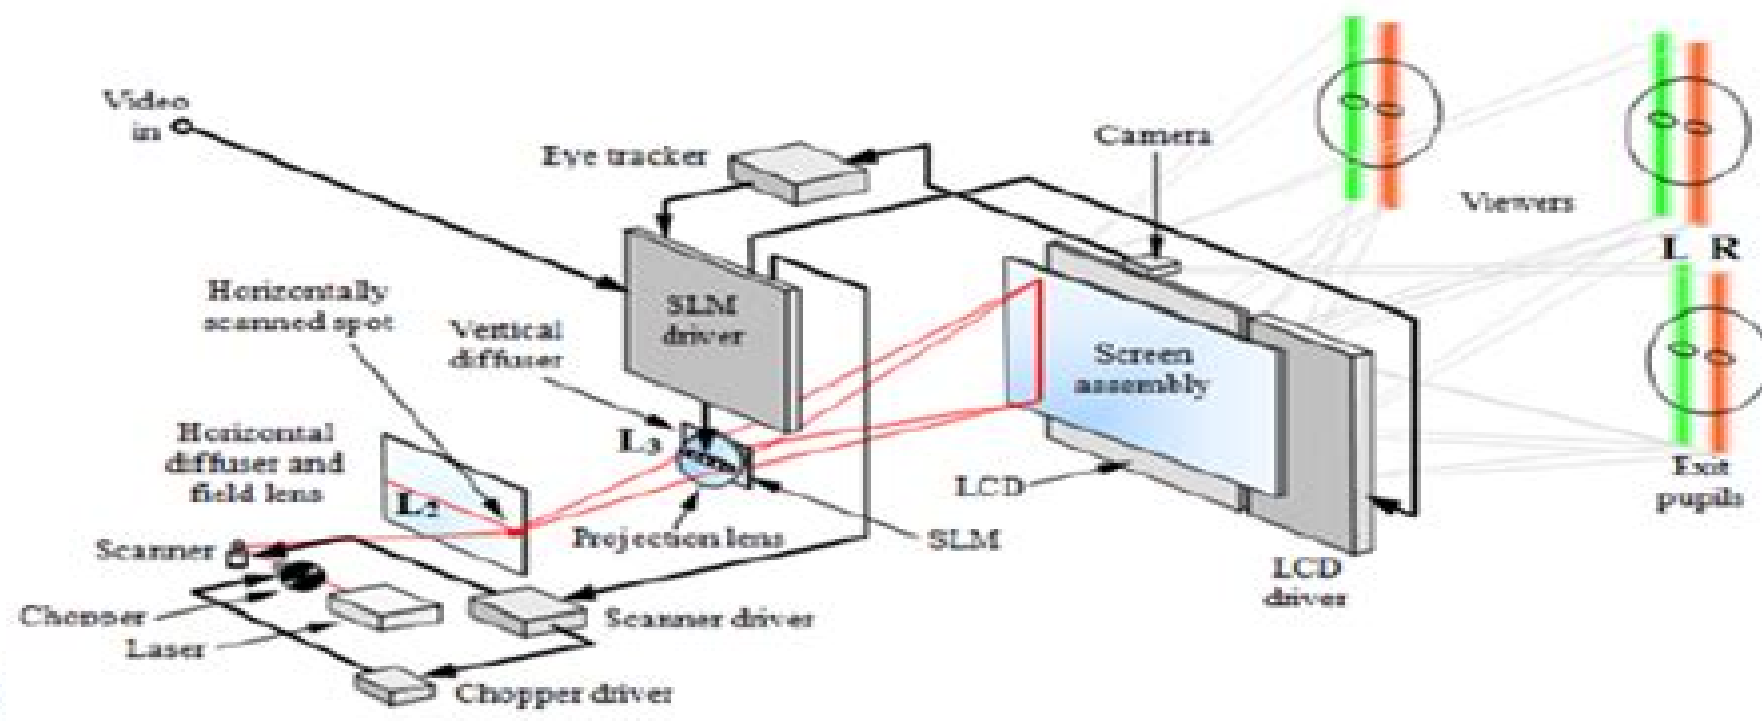 Video
in
Eye tracker
Camera
Viewers
L R
Horizontally
scanned spot
Vertical
diffuser
SLM
driver
Screen
assembly
L3
Horizontal
diffuser and
field lens
L2
LCD
Exit
pupils
Projection lens
SLM
Scanner
LCD
driver
Chopper
Scanner driver
Laser
Chopper driver